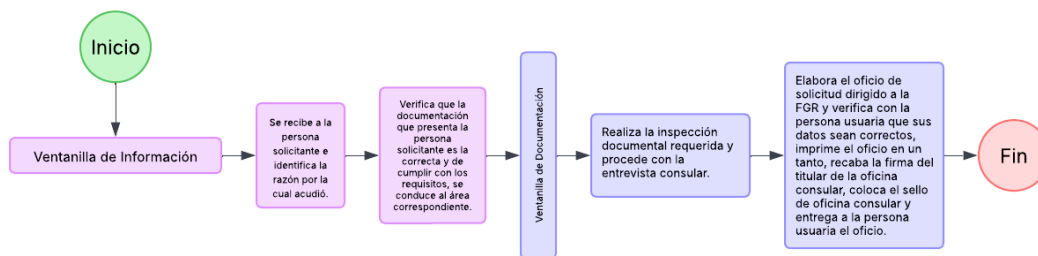 Inicio
Ventanilla de Información
Se recibe a la
persona
solicitante e
identifica la
razón por la
cual acudió.
Verifica que la
documentación
que presenta la
persona
solicitante es la
correcta y de
cumplir con los
requisitos, se
conduce al área
correspondiente.
Ventanilla de Documentación
Realiza la inspección
documental requerida y
procede con la
entrevista consular.
Elabora el oficio de
solicitud dirigido a la
FGR y verifica con la
persona usuaria que sus
datos sean correctos,
imprime el oficio en un
tanto, recaba la firma del
titular de la oficina
consular, coloca el sello
de oficina consular y
entrega a la persona
usuaria el oficio.
Fin